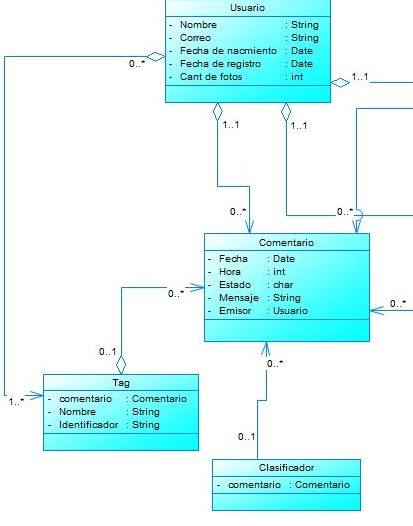 Usuario
- Nombre : String
- Correo : String
- Fecha de nacmiento : Date
- Fecha de registro : Date
- Cant de fotos : int
0..*
1..1
1..1
1..1
0..*
0..*
Comentario
- Fecha : Date
- Hora : int
- Estado : char
- Mensaje : String
- Emisor : Usuario
0..*
0..*
0..1
0..*
Tag
- comentario : Comentario
- Nombre : String
- Identificador : String
1..*
0..1
Clasificador
- comentario : Comentario